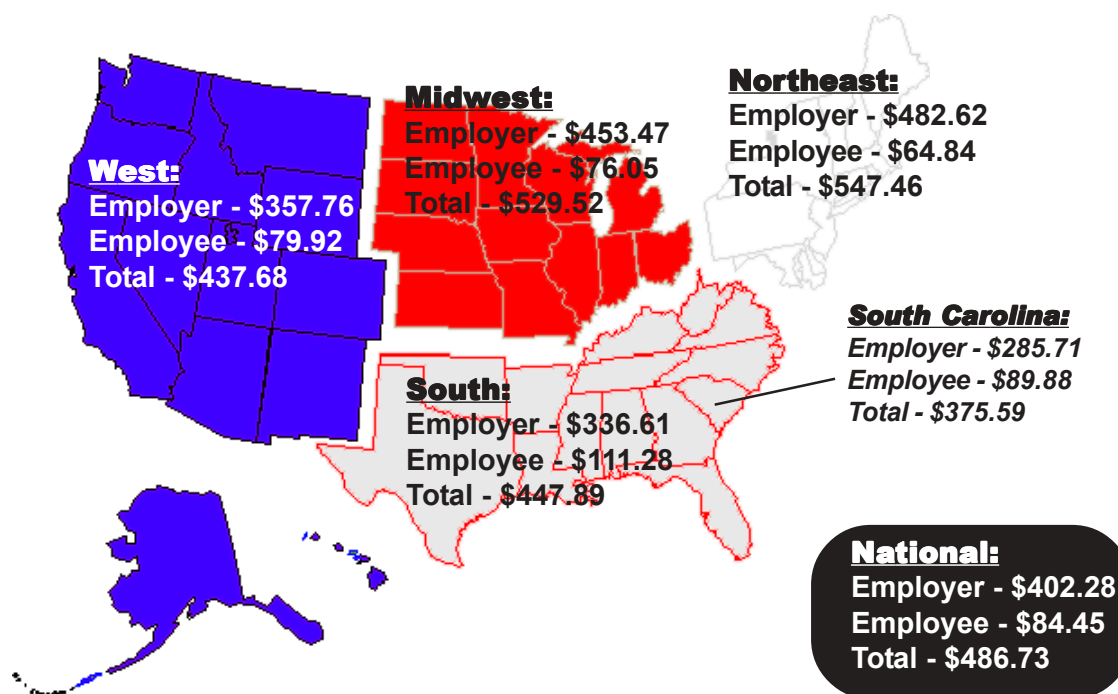 Northeast:
Employer - $482.62
Employee - $64.84
Total - $547.46
Midwest:
Employer - $453.47
Employee - $76.05
Total - $529.52
West:
Employer - $357.76
Employee - $79.92
Total - $437.68
South Carolina:
Employer - $285.71
Employee - $89.88
Total - $375.59
South:
Employer - $336.61
Employee - $111.28
Total - $447.89
National:
Employer - $402.28
Employee - $84.45
Total - $486.73